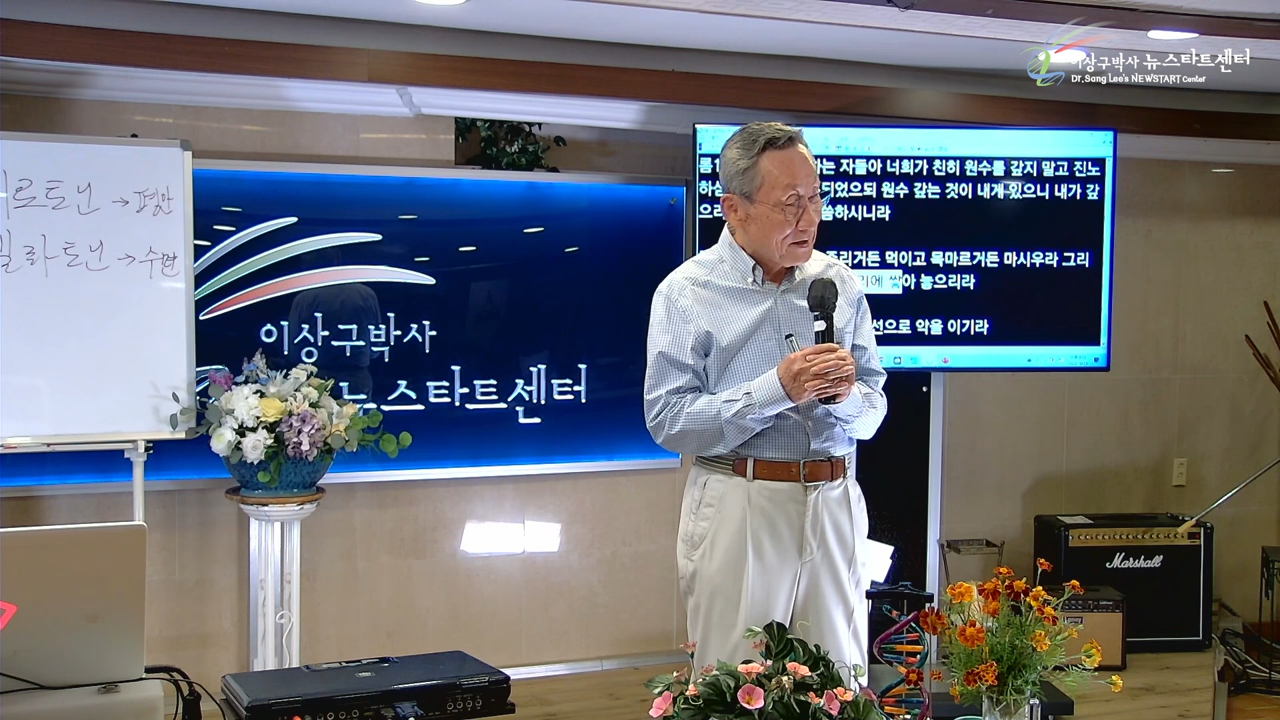 이상구박사 뉴스타트센터
Dr. Sang Lee's NEWSTART Center
르토닌 → 평안
멜라토닌 → 수면
이상구박사
뉴스타트센터
자들아 너희가 친히 원수를 갚지 말고 진노
되었으되 원수 갚는 것이 내게 있으니 내가 갚
씀하시니라
주리거든 먹이고 목마르거든 마시우라 그리
리에 쌓아 놓으리라
선으로 악을 이기라
Marshall